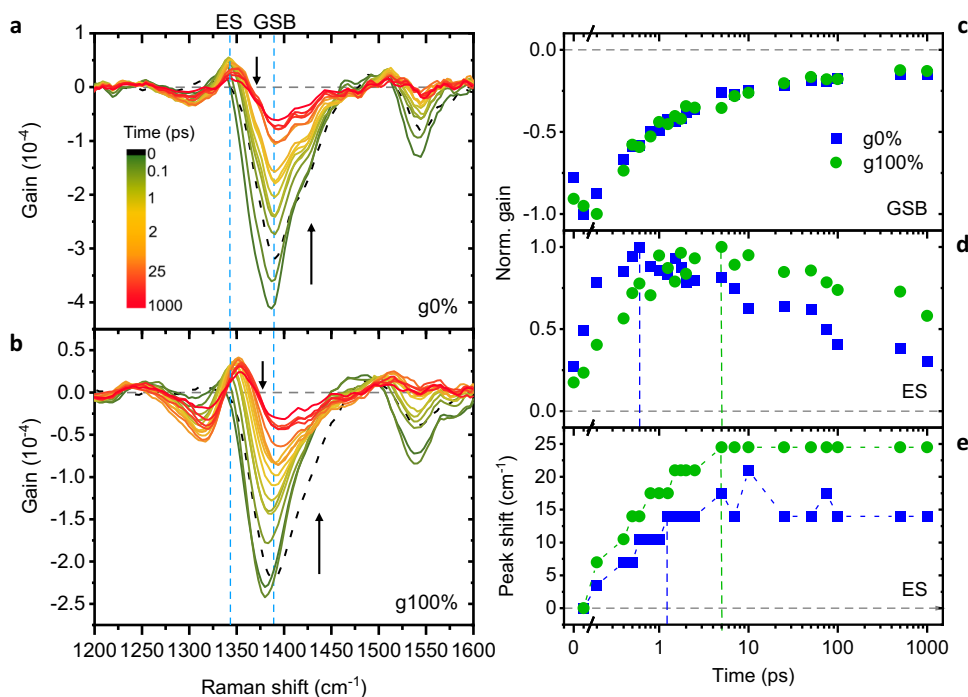 a
ES
GSB
1
0
-1
-2
-3
-4
Gain (10-4)
Time (ps)
0
0.1
1
2
25
1000
g0%
b
0.5
0.0
-0.5
-1.0
-1.5
-2.0
-2.5
Gain (10-4)
g100%
1200 1250 1300 1350 1400 1450 1500 1550 1600
Raman shift (cm-1)
c
0.0
-0.5
-1.0
g0%
g100%
GSB
Norm. gain
d
1.0
0.5
0.0
ES
e
25
20
15
10
5
0
Peak shift (cm-1)
ES
0 1 10 100 1000
Time (ps)